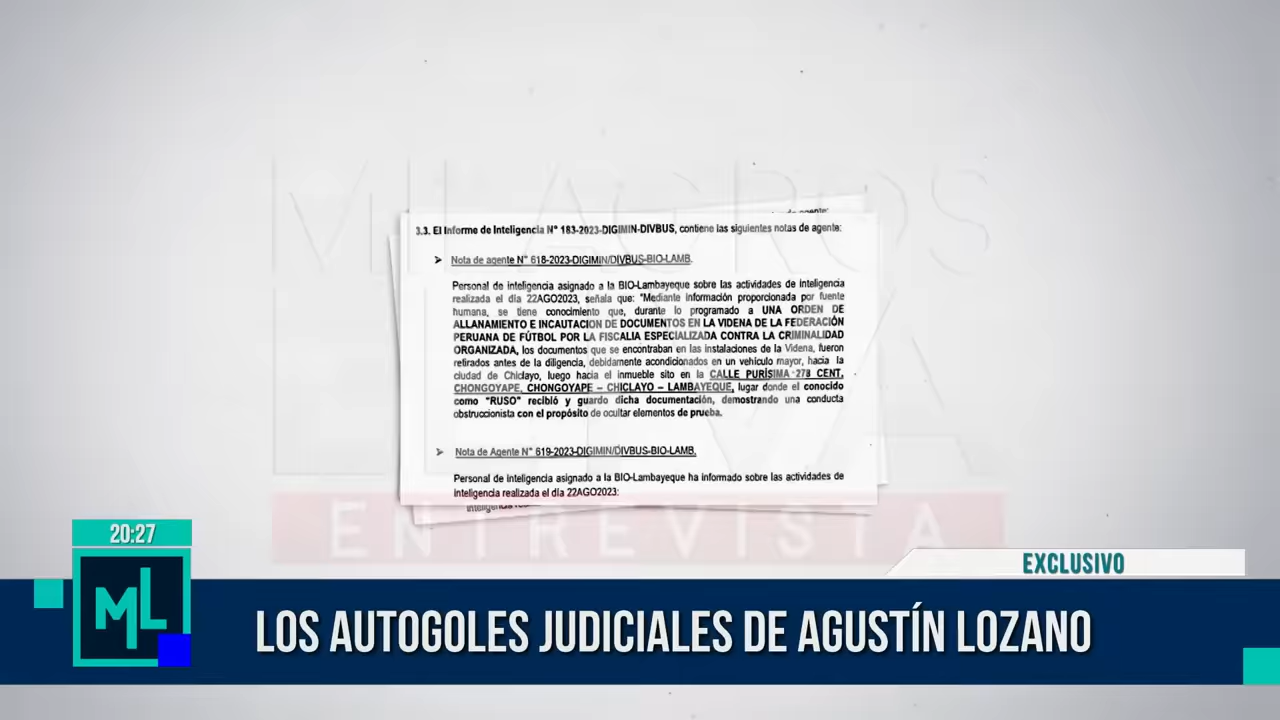 MILAGROS
LEIVA
ENTREVISTA
3.3. El Informe de Inteligencia N° 183-2023-DIGIMIN-DIVBUS, contiene las siguientes notas de agente:
➤ Nota de agente N° 618-2023-DIGIMIN/DIVBUS-BIO-LAMB.
Personal de inteligencia asignado a la BIO-Lambayeque sobre las actividades de inteligencia
realizada el día 22AGO2023, señala que: "Mediante información proporcionada por fuente
humana, se tiene conocimiento que, durante lo programado a UNA ORDEN DE
ALLANAMIENTO E INCAUTACION DE DOCUMENTOS EN LA VIDENA DE LA FEDERACIÓN
PERUANA DE FÚTBOL POR LA FISCALIA ESPECIALIZADA CONTRA LA CRIMINALIDAD
ORGANIZADA, los documentos que se encontraban en las instalaciones de la Videna, fueron
retirados antes de la diligencia, debidamente acondicionados en un vehículo mayor, hacia la
ciudad de Chiclayo, luego hacia el inmueble sito en la CALLE PURÍSIMA 278 CENT.
CHONGOYAPE, CHONGOYAPE – CHICLAYO – LAMBAYEQUE, lugar donde el conocido
como "RUSO" recibió y guardo dicha documentación, demostrando una conducta
obstruccionista con el propósito de ocultar elementos de prueba.
➤ Nota de Agente N° 619-2023-DIGIMIN/DIVBUS-BIO-LAMB.
Personal de inteligencia asignado a la BIO-Lambayeque ha informado sobre las actividades de
inteligencia realizada el día 22AGO2023:
20:27
ML
EXCLUSIVO
LOS AUTOGOLES JUDICIALES DE AGUSTÍN LOZANO